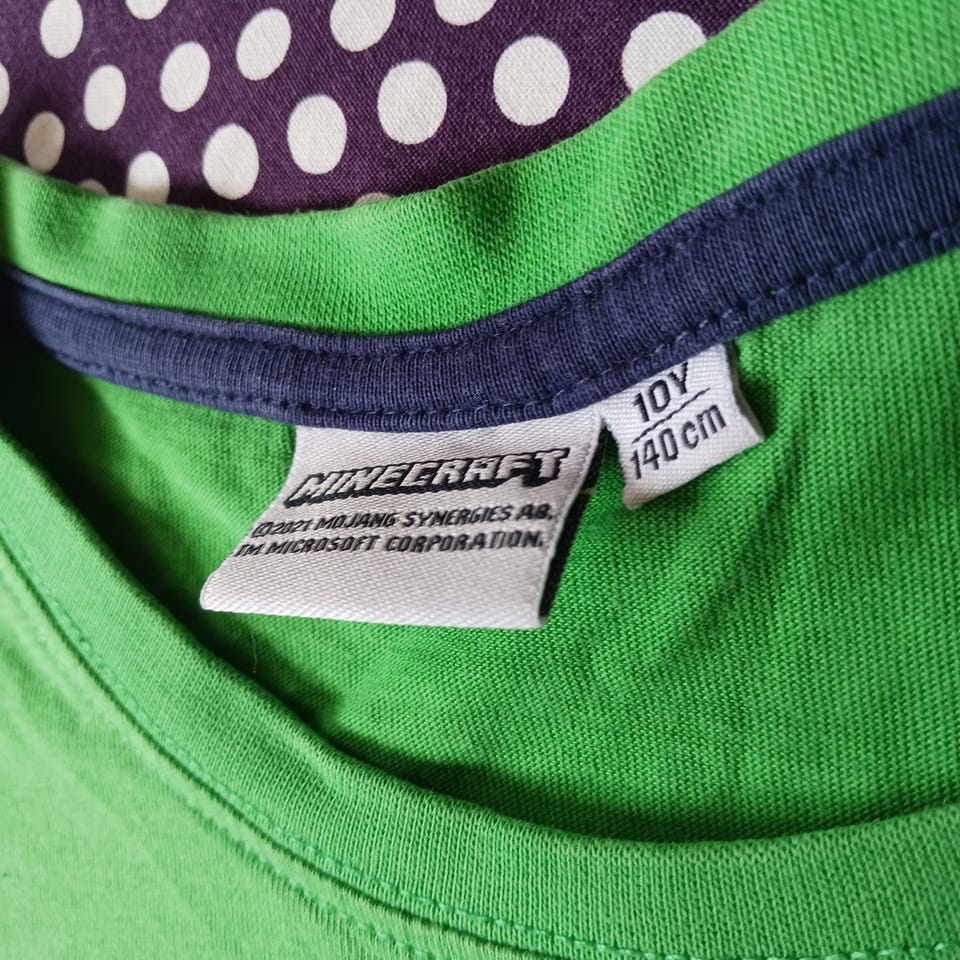 MINECRAFT
©2021 MOJANG SYNERGIES AB.
TM MICROSOFT CORPORATION.
10Y
140cm